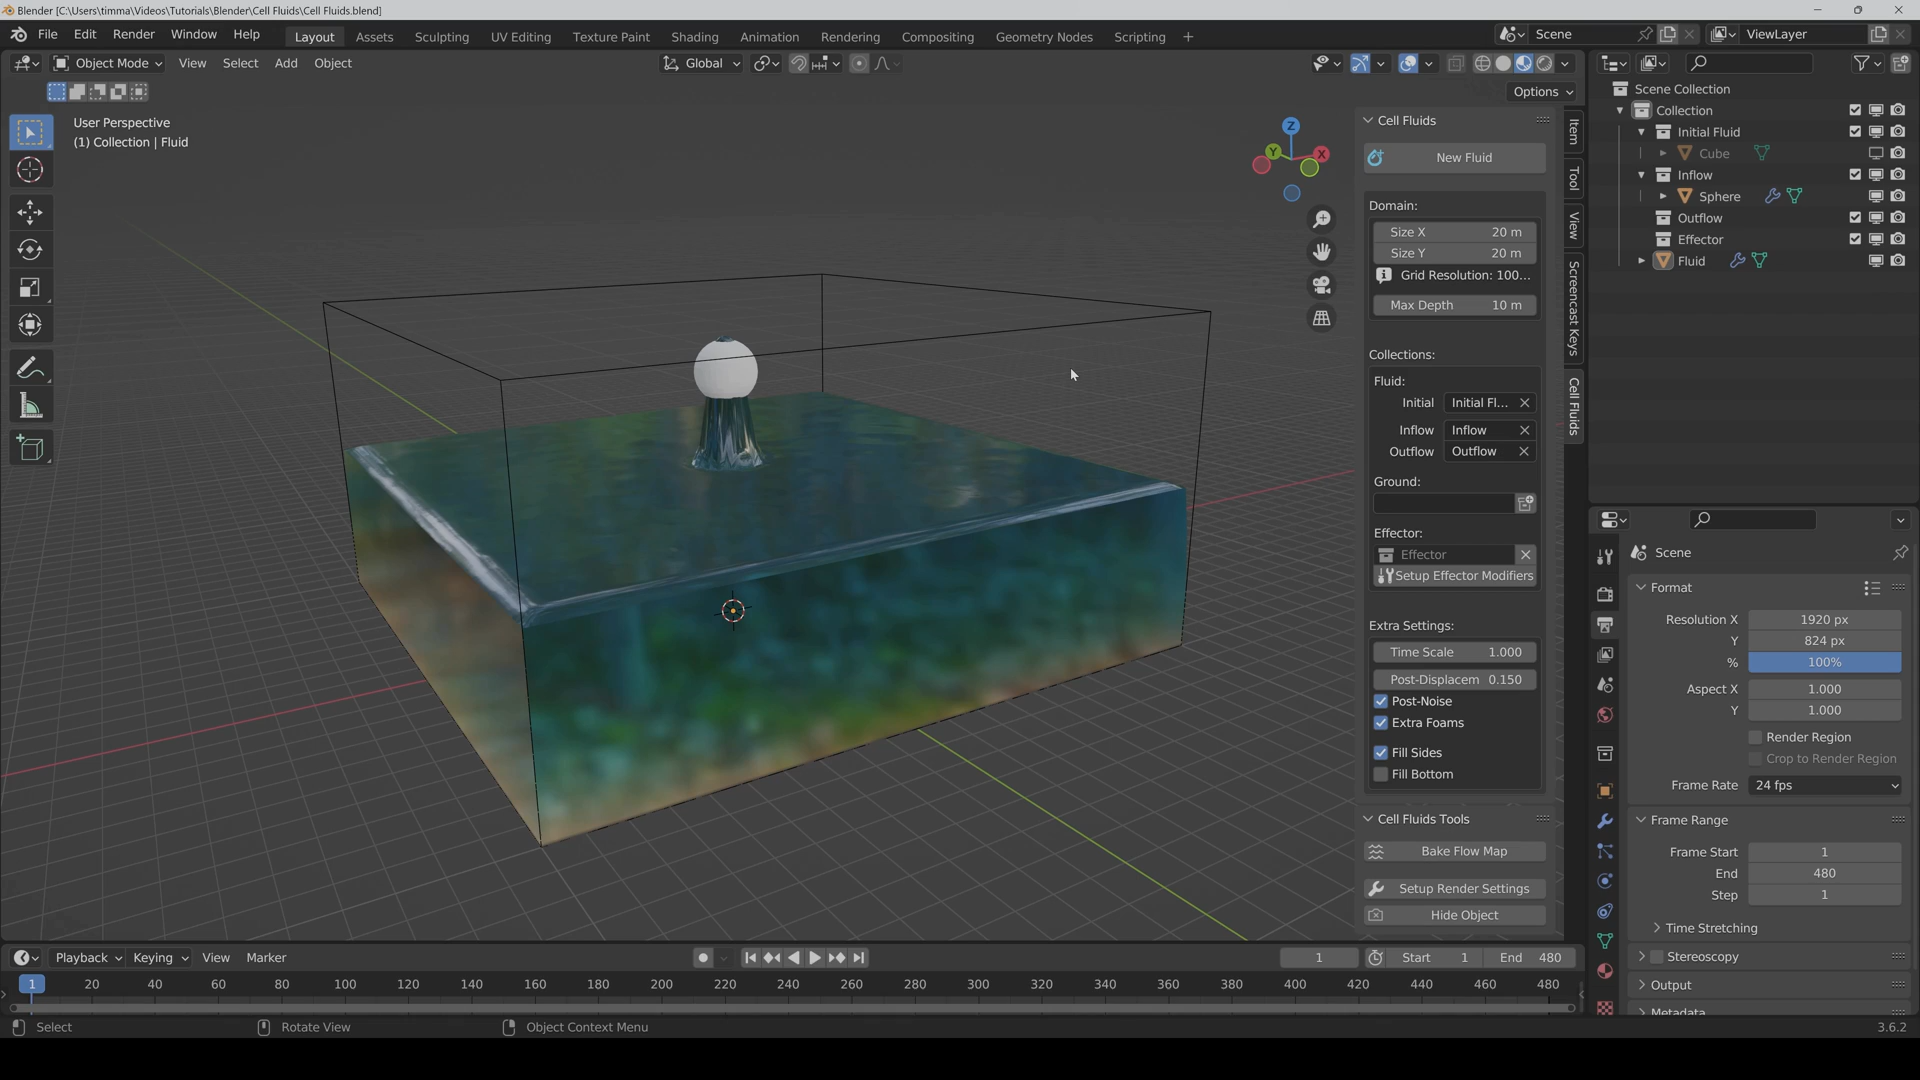 Blender [C:\Users\timma\Videos\Tutorials\Blender\Cell Fluids\Cell Fluids.blend]
File Edit Render Window Help Layout Assets Sculpting UV Editing Texture Paint Shading Animation Rendering Compositing Geometry Nodes Scripting + Scene ViewLayer
Object Mode View Select Add Object Global
Options
User Perspective
(1) Collection | Fluid
Z
Y
X
Cell Fluids
New Fluid
Domain:
Size X 20 m
Size Y 20 m
Grid Resolution: 100...
Max Depth 10 m
Collections:
Fluid:
Initial Initial Fl...
Inflow Inflow
Outflow Outflow
Ground:
Effector:
Effector
Setup Effector Modifiers
Extra Settings:
Time Scale 1.000
Post-Displacem 0.150
Post-Noise
Extra Foams
Fill Sides
Fill Bottom
Cell Fluids Tools
Bake Flow Map
Setup Render Settings
Hide Object
Item
Tool
View
Screencast Keys
Cell Fluids
Scene Collection
Collection
Initial Fluid
Cube
Inflow
Sphere
Outflow
Effector
Fluid
Scene
Format
Resolution X 1920 px
Y 824 px
% 100%
Aspect X 1.000
Y 1.000
Render Region
Crop to Render Region
Frame Rate 24 fps
Frame Range
Frame Start 1
End 480
Step 1
Time Stretching
Stereoscopy
Output
Metadata
Playback Keying View Marker 1 Start 1 End 480
1 20 40 60 80 100 120 140 160 180 200 220 240 260 280 300 320 340 360 380 400 420 440 460 480
Select Rotate View Object Context Menu 3.6.2